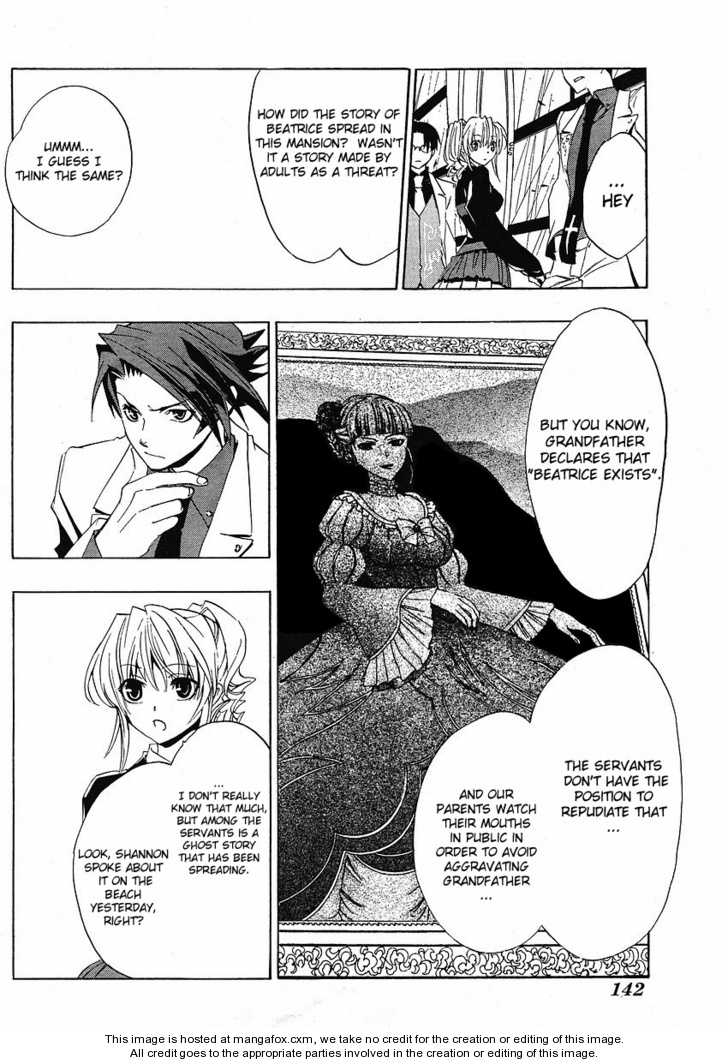 ...
HEY
HOW DID THE STORY OF
BEATRICE SPREAD IN
THIS MANSION? WASN'T
IT A STORY MADE BY
ADULTS AS A THREAT?
UMMM...
I GUESS I
THINK THE SAME?
BUT YOU KNOW,
GRANDFATHER
DECLARES THAT
"BEATRICE EXISTS".
THE SERVANTS
DON'T HAVE THE
POSITION TO
REPUDIATE THAT
...
AND OUR
PARENTS WATCH
THEIR MOUTHS
IN PUBLIC IN
ORDER TO AVOID
AGGRAVATING
GRANDFATHER
...
...
I DON'T REALLY
KNOW THAT MUCH,
BUT AMONG THE
SERVANTS IS A
GHOST STORY
THAT HAS BEEN
SPREADING.
LOOK, SHANNON
SPOKE ABOUT
IT ON THE
BEACH
YESTERDAY,
RIGHT?
142
This image is hosted at mangafox.cxm, we take no credit for the creation or editing of this image.
All credit goes to the appropriate parties involved in the creation or editing of this image.